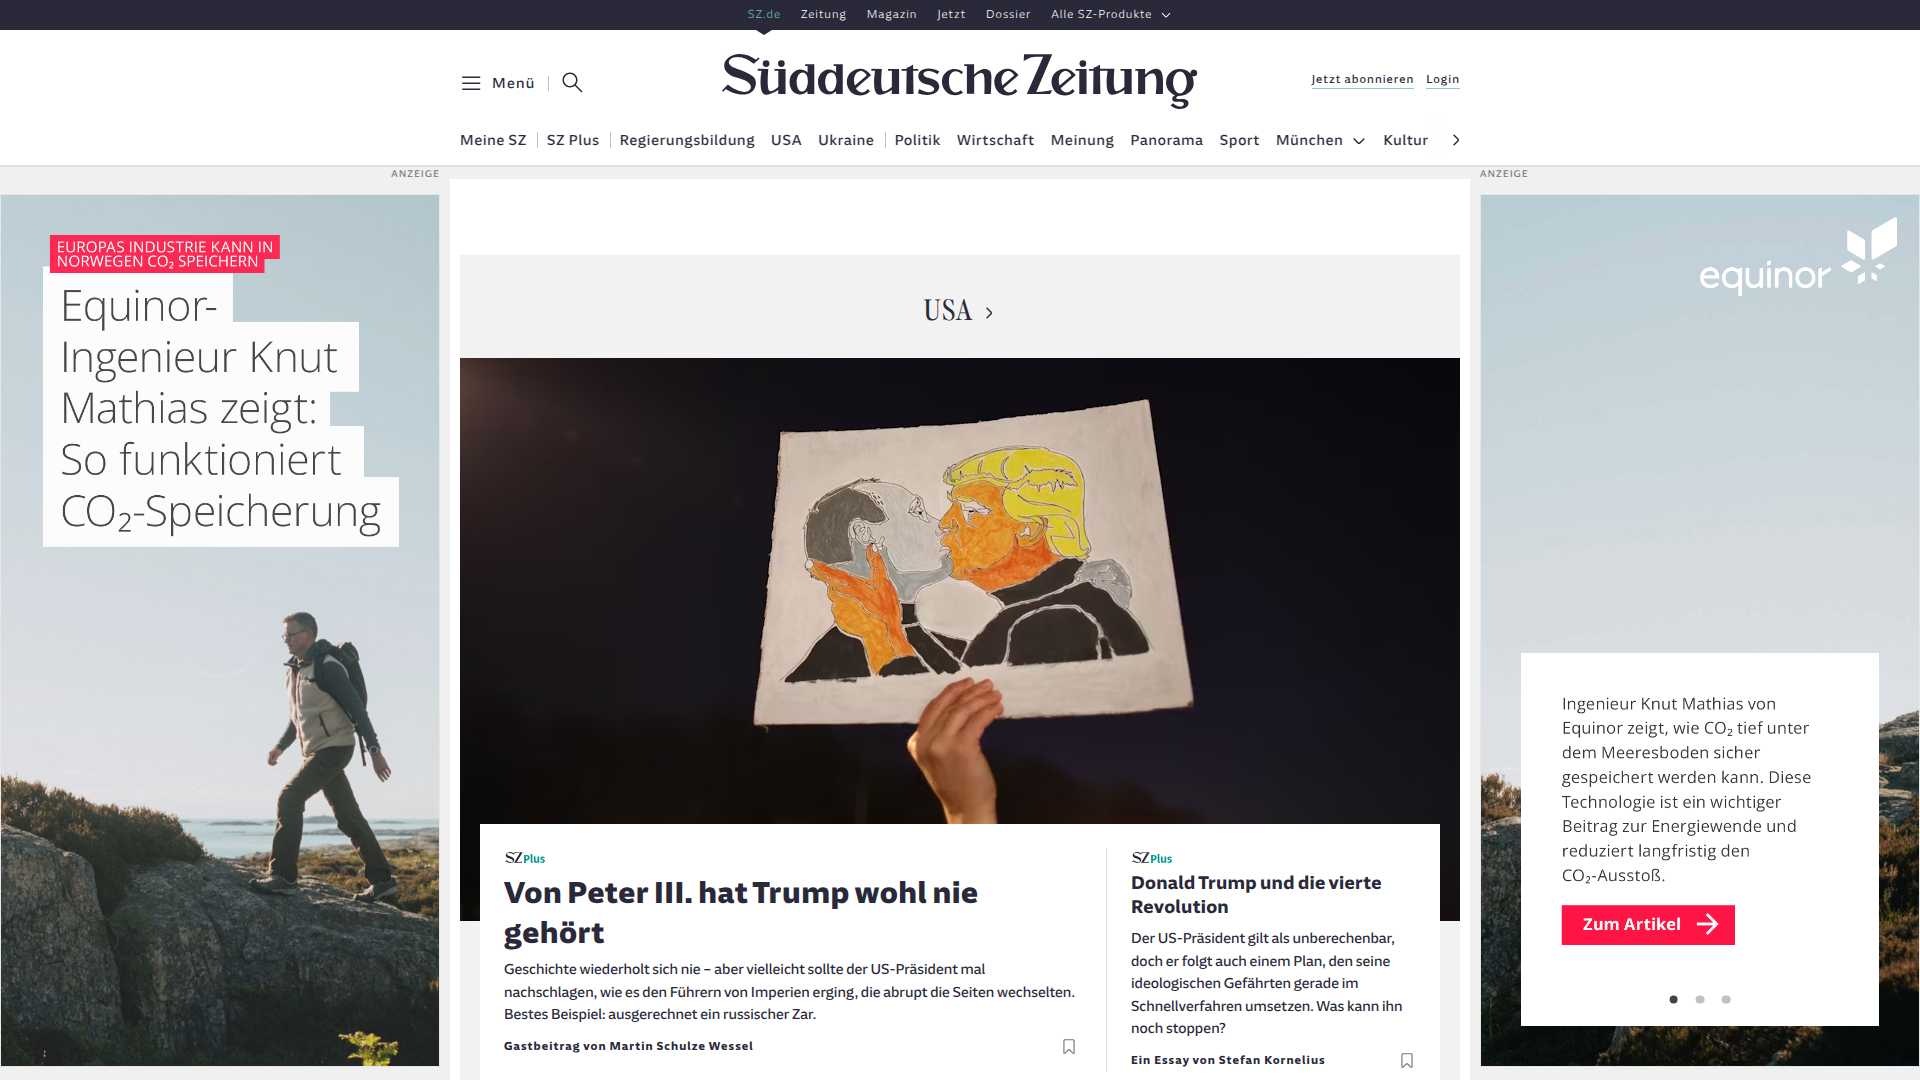 SZ.de Zeitung Magazin Jetzt Dossier Alle SZ-Produkte
Menü
Süddeutsche Zeitung
Jetzt abonnieren Login
Meine SZ SZ Plus Regierungsbildung USA Ukraine Politik Wirtschaft Meinung Panorama Sport München Kultur
ANZEIGE
EUROPAS INDUSTRIE KANN IN
NORWEGEN CO₂ SPEICHERN
Equinor-
Ingenieur Knut
Mathias zeigt:
So funktioniert
CO₂-Speicherung
USA
SZ Plus
Von Peter III. hat Trump wohl nie
gehört
Geschichte wiederholt sich nie – aber vielleicht sollte der US-Präsident mal
nachschlagen, wie es den Führern von Imperien erging, die abrupt die Seiten wechselten.
Bestes Beispiel: ausgerechnet ein russischer Zar.
Gastbeitrag von Martin Schulze Wessel
SZ Plus
Donald Trump und die vierte
Revolution
Der US-Präsident gilt als unberechenbar,
doch er folgt auch einem Plan, den seine
ideologischen Gefährten gerade im
Schnellverfahren umsetzen. Was kann ihn
noch stoppen?
Ein Essay von Stefan Kornelius
ANZEIGE
equinor
Ingenieur Knut Mathias von
Equinor zeigt, wie CO₂ tief unter
dem Meeresboden sicher
gespeichert werden kann. Diese
Technologie ist ein wichtiger
Beitrag zur Energiewende und
reduziert langfristig den
CO₂-Ausstoß.
Zum Artikel